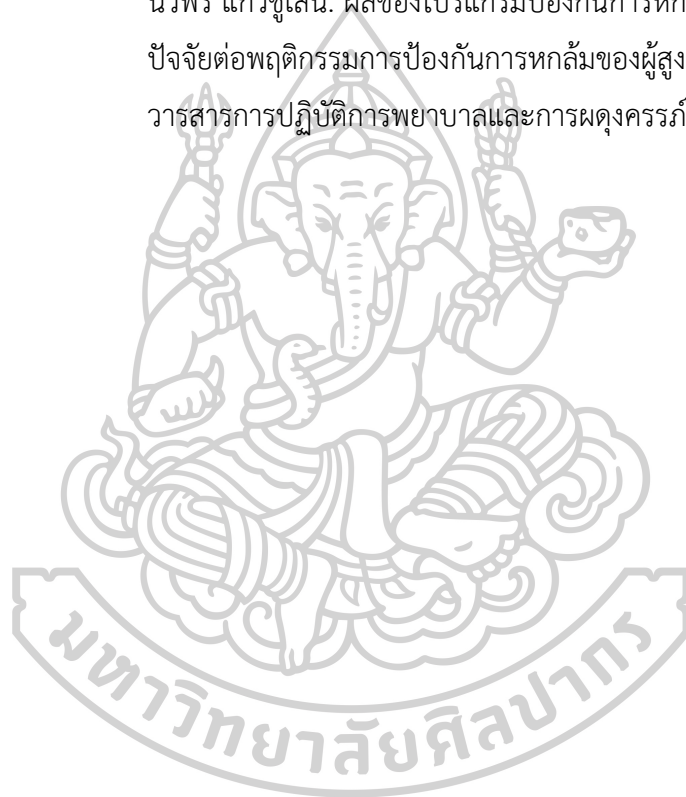 นวพร แก้วชูเสน. ผลของโปรแกรมป้องกันการหก
ปัจจัยต่อพฤติกรรมการป้องกันการหกล้มของผู้สูง
วารสารการปฏิบัติการพยาบาลและการผดุงครรภ์
มหาวิทยาลัยศิลปากร